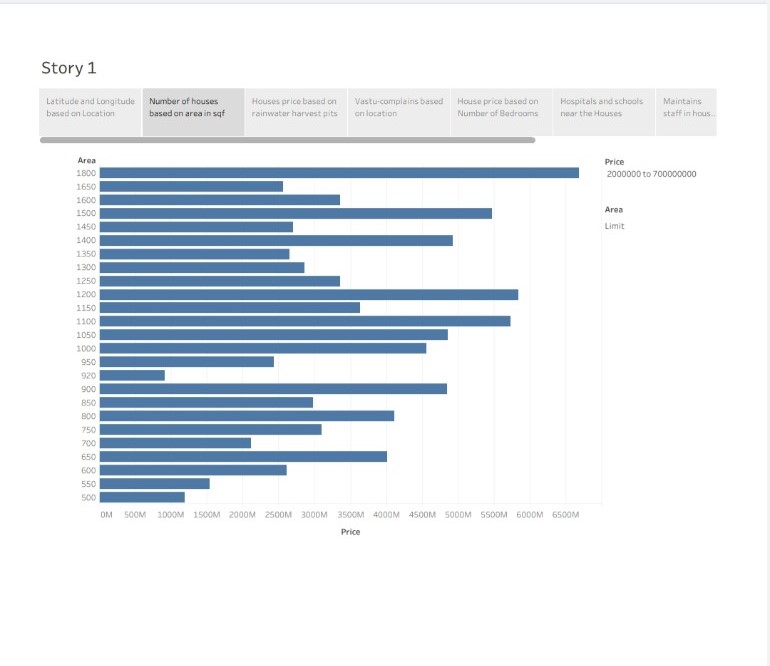 Story 1
Latitude and Longitude
based on Location
Number of houses
based on area in sqf
Houses price based on
rainwater harvest pits
Vastu-complains based
on location
House price based on
Number of Bedrooms
Hospitals and schools
near the Houses
Maintains
staff in hous...
Area
1800
1650
1600
1500
1450
1400
1350
1300
1250
1200
1150
1100
1050
1000
950
920
900
850
800
750
700
650
600
550
500
0M 500M 1000M 1500M 2000M 2500M 3000M 3500M 4000M 4500M 5000M 5500M 6000M 6500M
Price
Price
2000000 to 700000000
Area
Limit